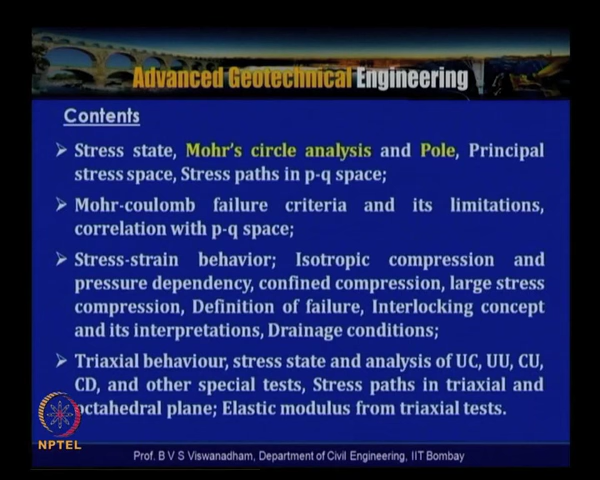 Advanced Geotechnical Engineering
Contents
➢ Stress state, Mohr's circle analysis and Pole, Principal
stress space, Stress paths in p-q space;
➢ Mohr-coulomb failure criteria and its limitations,
correlation with p-q space;
➢ Stress-strain behavior; Isotropic compression and
pressure dependency, confined compression, large stress
compression, Definition of failure, Interlocking concept
and its interpretations, Drainage conditions;
➢ Triaxial behaviour, stress state and analysis of UC, UU, CU,
CD, and other special tests, Stress paths in triaxial and
octahedral plane; Elastic modulus from triaxial tests.
NPTEL
Prof. B V S Viswanadham, Department of Civil Engineering, IIT Bombay